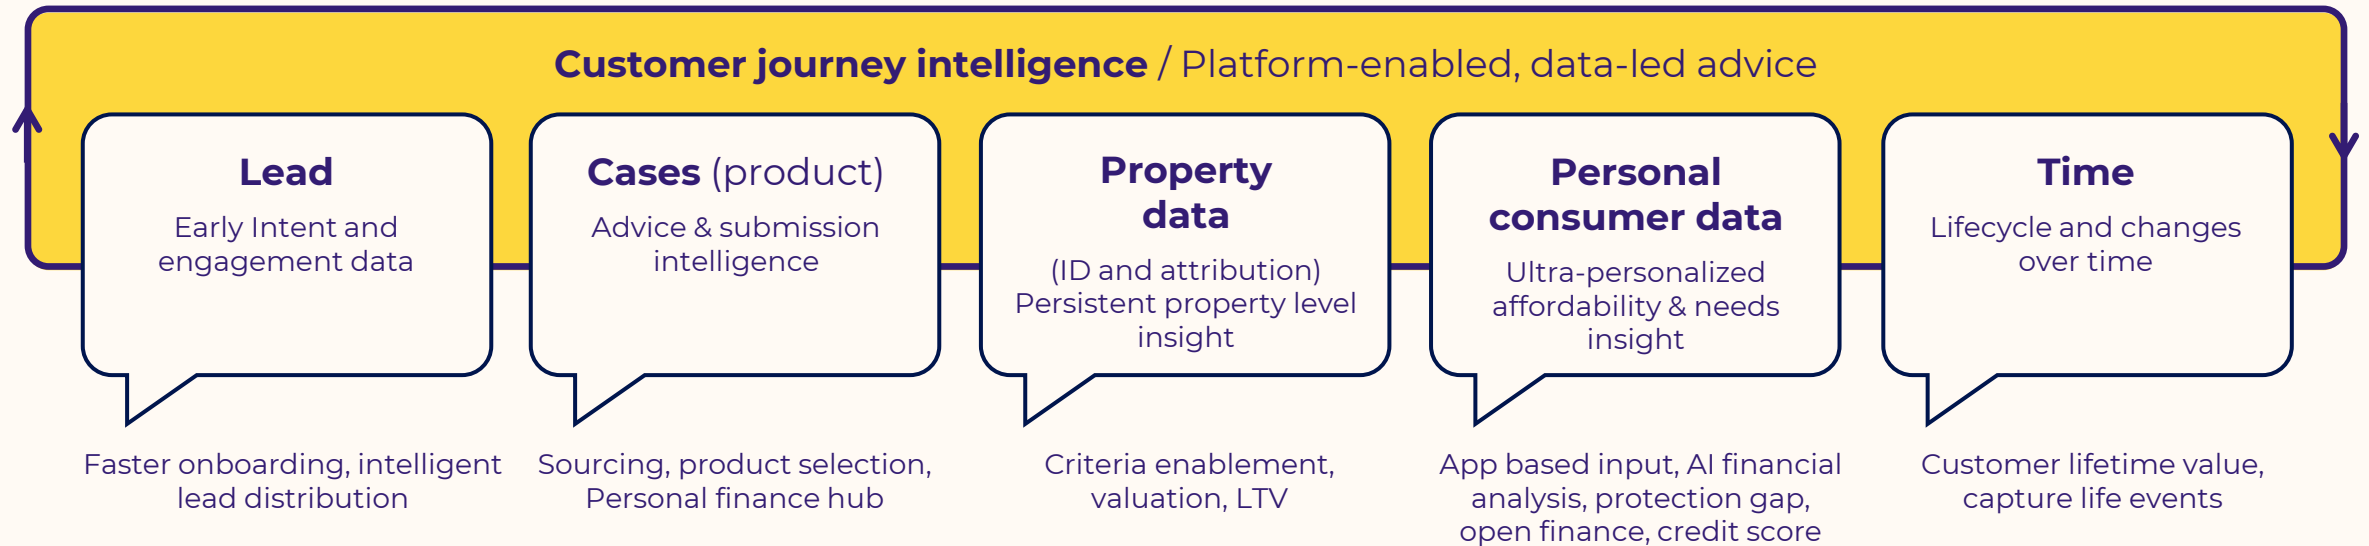 Customer journey intelligence / Platform-enabled, data-led advice
Lead
Early Intent and
engagement data
Faster onboarding, intelligent
lead distribution
Cases (product)
Advice & submission
intelligence
Sourcing, product selection,
Personal finance hub
Property
data
(ID and attribution)
Persistent property level
insight
Criteria enablement,
valuation, LTV
Personal
consumer data
Ultra-personalized
affordability & needs
insight
App based input, AI financial
analysis, protection gap,
open finance, credit score
Time
Lifecycle and changes
over time
Customer lifetime value,
capture life events